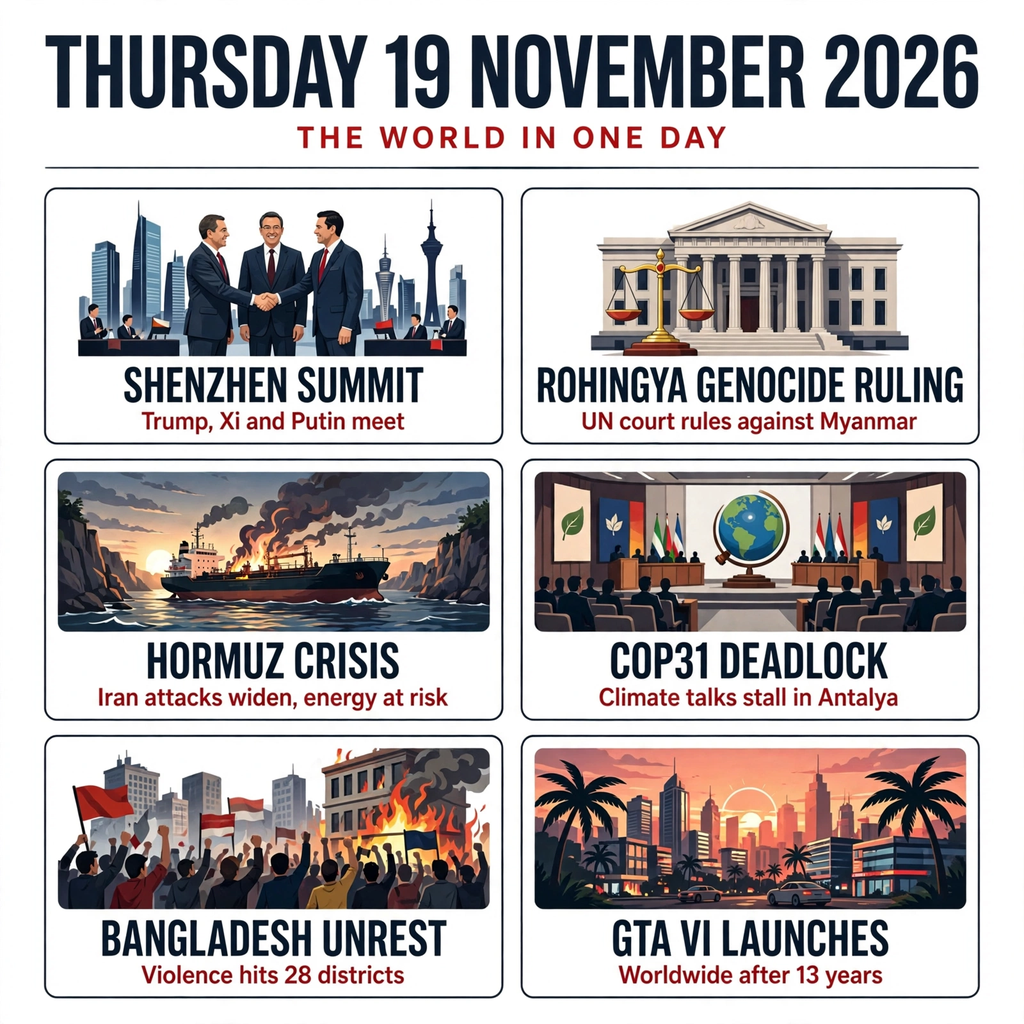 THURSDAY 19 NOVEMBER 2026
THE WORLD IN ONE DAY
SHENZHEN SUMMIT
Trump, Xi and Putin meet
ROHINGYA GENOCIDE RULING
UN court rules against Myanmar
HORMUZ CRISIS
Iran attacks widen, energy at risk
COP31 DEADLOCK
Climate talks stall in Antalya
BANGLADESH UNREST
Violence hits 28 districts
GTA VI LAUNCHES
Worldwide after 13 years